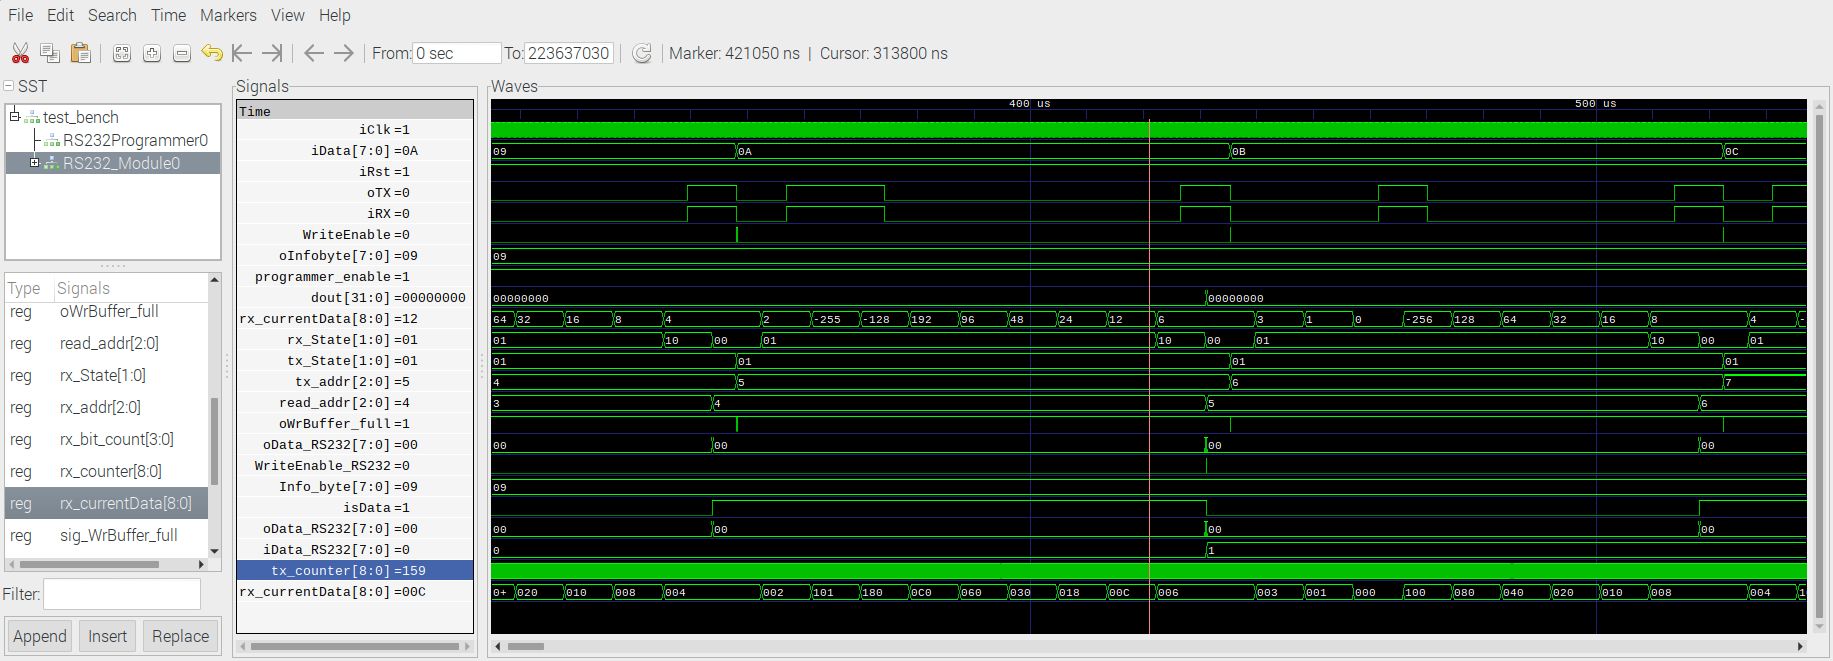 File Edit Search Time Markers View Help
From: 0 sec To: 223637030 Marker: 421050 ns | Cursor: 313800 ns
SST
test_bench
RS232Programmer0
RS232_Module0
Type Signals
reg oWrBuffer_full
reg read_addr[2:0]
reg rx_State[1:0]
reg rx_addr[2:0]
reg rx_bit_count[3:0]
reg rx_counter[8:0]
reg rx_currentData[8:0]
reg sig_WrBuffer_full
Filter:
Append Insert Replace
Signals
Time
iClk=1
iData[7:0]=0A
iRst=1
oTX=0
iRX=0
WriteEnable=0
oInfobyte[7:0]=09
programmer_enable=1
dout[31:0]=00000000
rx_currentData[8:0]=12
rx_State[1:0]=01
tx_State[1:0]=01
tx_addr[2:0]=5
read_addr[2:0]=4
oWrBuffer_full=1
oData_RS232[7:0]=00
WriteEnable_RS232=0
Info_byte[7:0]=09
isData=1
oData_RS232[7:0]=00
iData_RS232[7:0]=0
tx_counter[8:0]=159
rx_currentData[8:0]=00C
Waves
400 us 500 us
09 0A 0B 0C
09
00000000 00000000
64 32 16 8 4 2 -255 -128 192 96 48 24 12 6 3 1 0 -256 128 64 32 16 8 4 -
01 10 00 01 10 00 01 10 00 01
01 01 01 01
4 5 6 7
3 4 5 6
00 00 00 00
09
00 00 00 00
0 1
0+ 020 010 008 004 002 101 180 0C0 060 030 018 00C 006 003 001 000 100 080 040 020 010 008 004 1